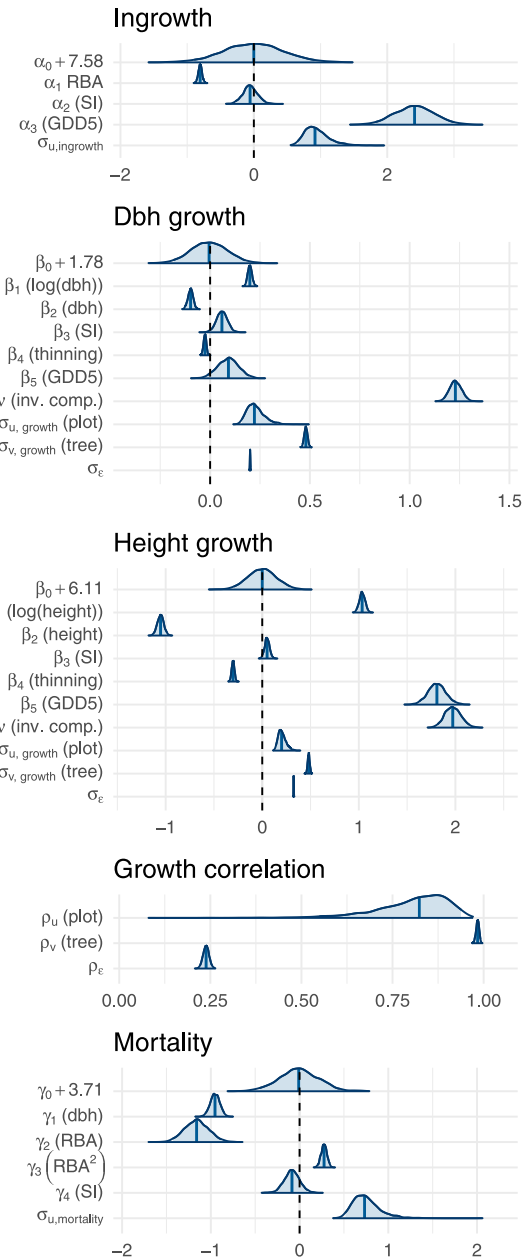 Ingrowth
α₀ + 7.58
α₁ RBA
α₂ (SI)
α₃ (GDD5)
σu,ingrowth
−2 0 2
Dbh growth
β₀ + 1.78
β₁ (log(dbh))
β₂ (dbh)
β₃ (SI)
β₄ (thinning)
β₅ (GDD5)
ν (inv. comp.)
σu, growth (plot)
σv, growth (tree)
σε
0.0 0.5 1.0 1.5
Height growth
β₀ + 6.11
(log(height))
β₂ (height)
β₃ (SI)
β₄ (thinning)
β₅ (GDD5)
ν (inv. comp.)
σu, growth (plot)
σv, growth (tree)
σε
−1 0 1 2
Growth correlation
ρu (plot)
ρv (tree)
ρε
0.00 0.25 0.50 0.75 1.00
Mortality
γ₀ + 3.71
γ₁ (dbh)
γ₂ (RBA)
γ₃ (RBA²)
γ₄ (SI)
σu,mortality
−2 −1 0 1 2